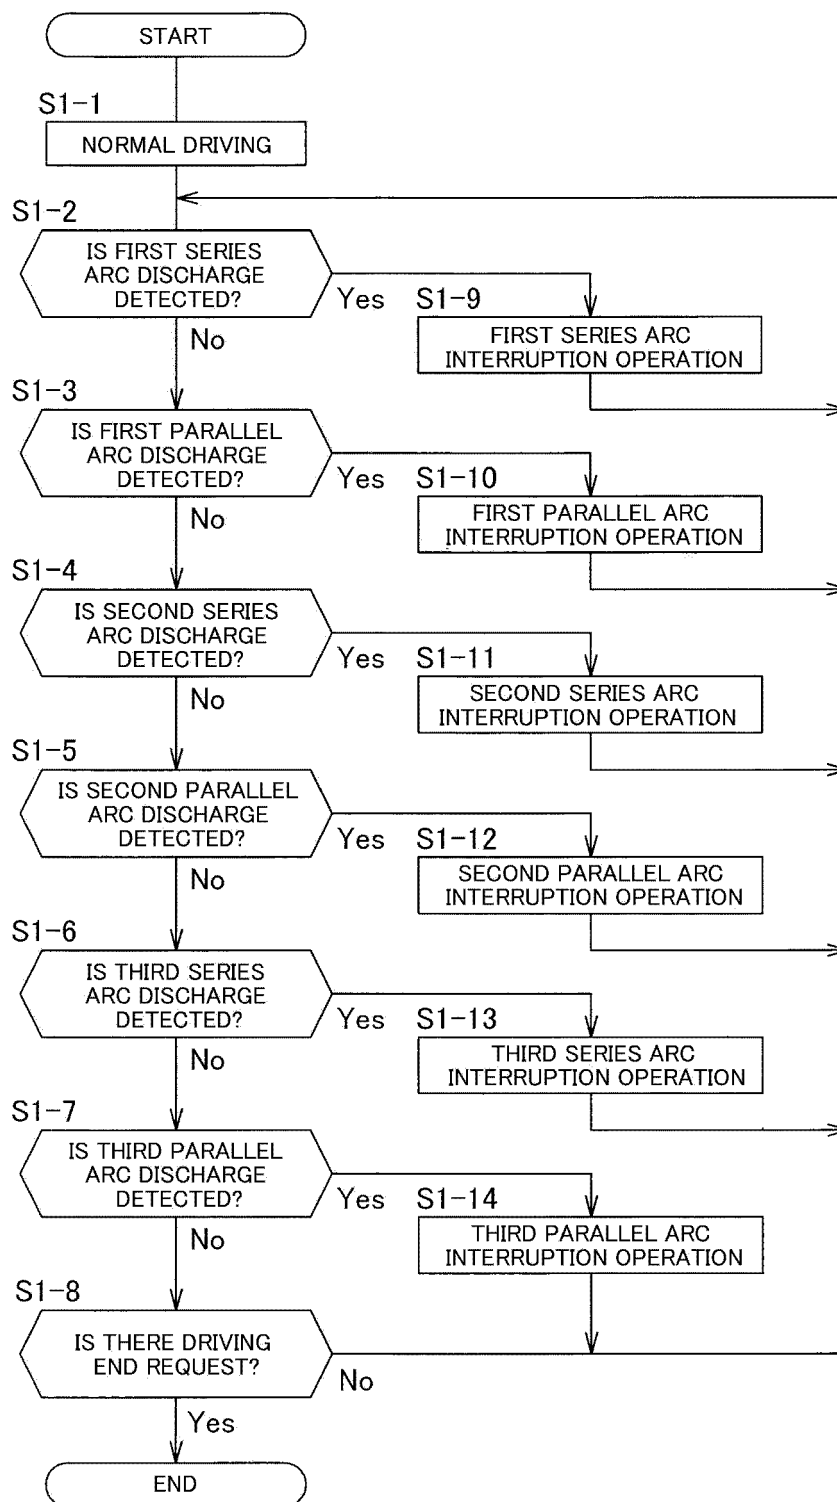 START
S1-1
NORMAL DRIVING
S1-2
IS FIRST SERIES
ARC DISCHARGE
DETECTED?
Yes
S1-9
No
FIRST SERIES ARC
INTERRUPTION OPERATION
S1-3
IS FIRST PARALLEL
ARC DISCHARGE
DETECTED?
Yes
S1-10
No
FIRST PARALLEL ARC
INTERRUPTION OPERATION
S1-4
IS SECOND SERIES
ARC DISCHARGE
DETECTED?
Yes
S1-11
No
SECOND SERIES ARC
INTERRUPTION OPERATION
S1-5
IS SECOND PARALLEL
ARC DISCHARGE
DETECTED?
Yes
S1-12
No
SECOND PARALLEL ARC
INTERRUPTION OPERATION
S1-6
IS THIRD SERIES
ARC DISCHARGE
DETECTED?
Yes
S1-13
No
THIRD SERIES ARC
INTERRUPTION OPERATION
S1-7
IS THIRD PARALLEL
ARC DISCHARGE
DETECTED?
Yes
S1-14
No
THIRD PARALLEL ARC
INTERRUPTION OPERATION
S1-8
IS THERE DRIVING
END REQUEST?
No
Yes
END